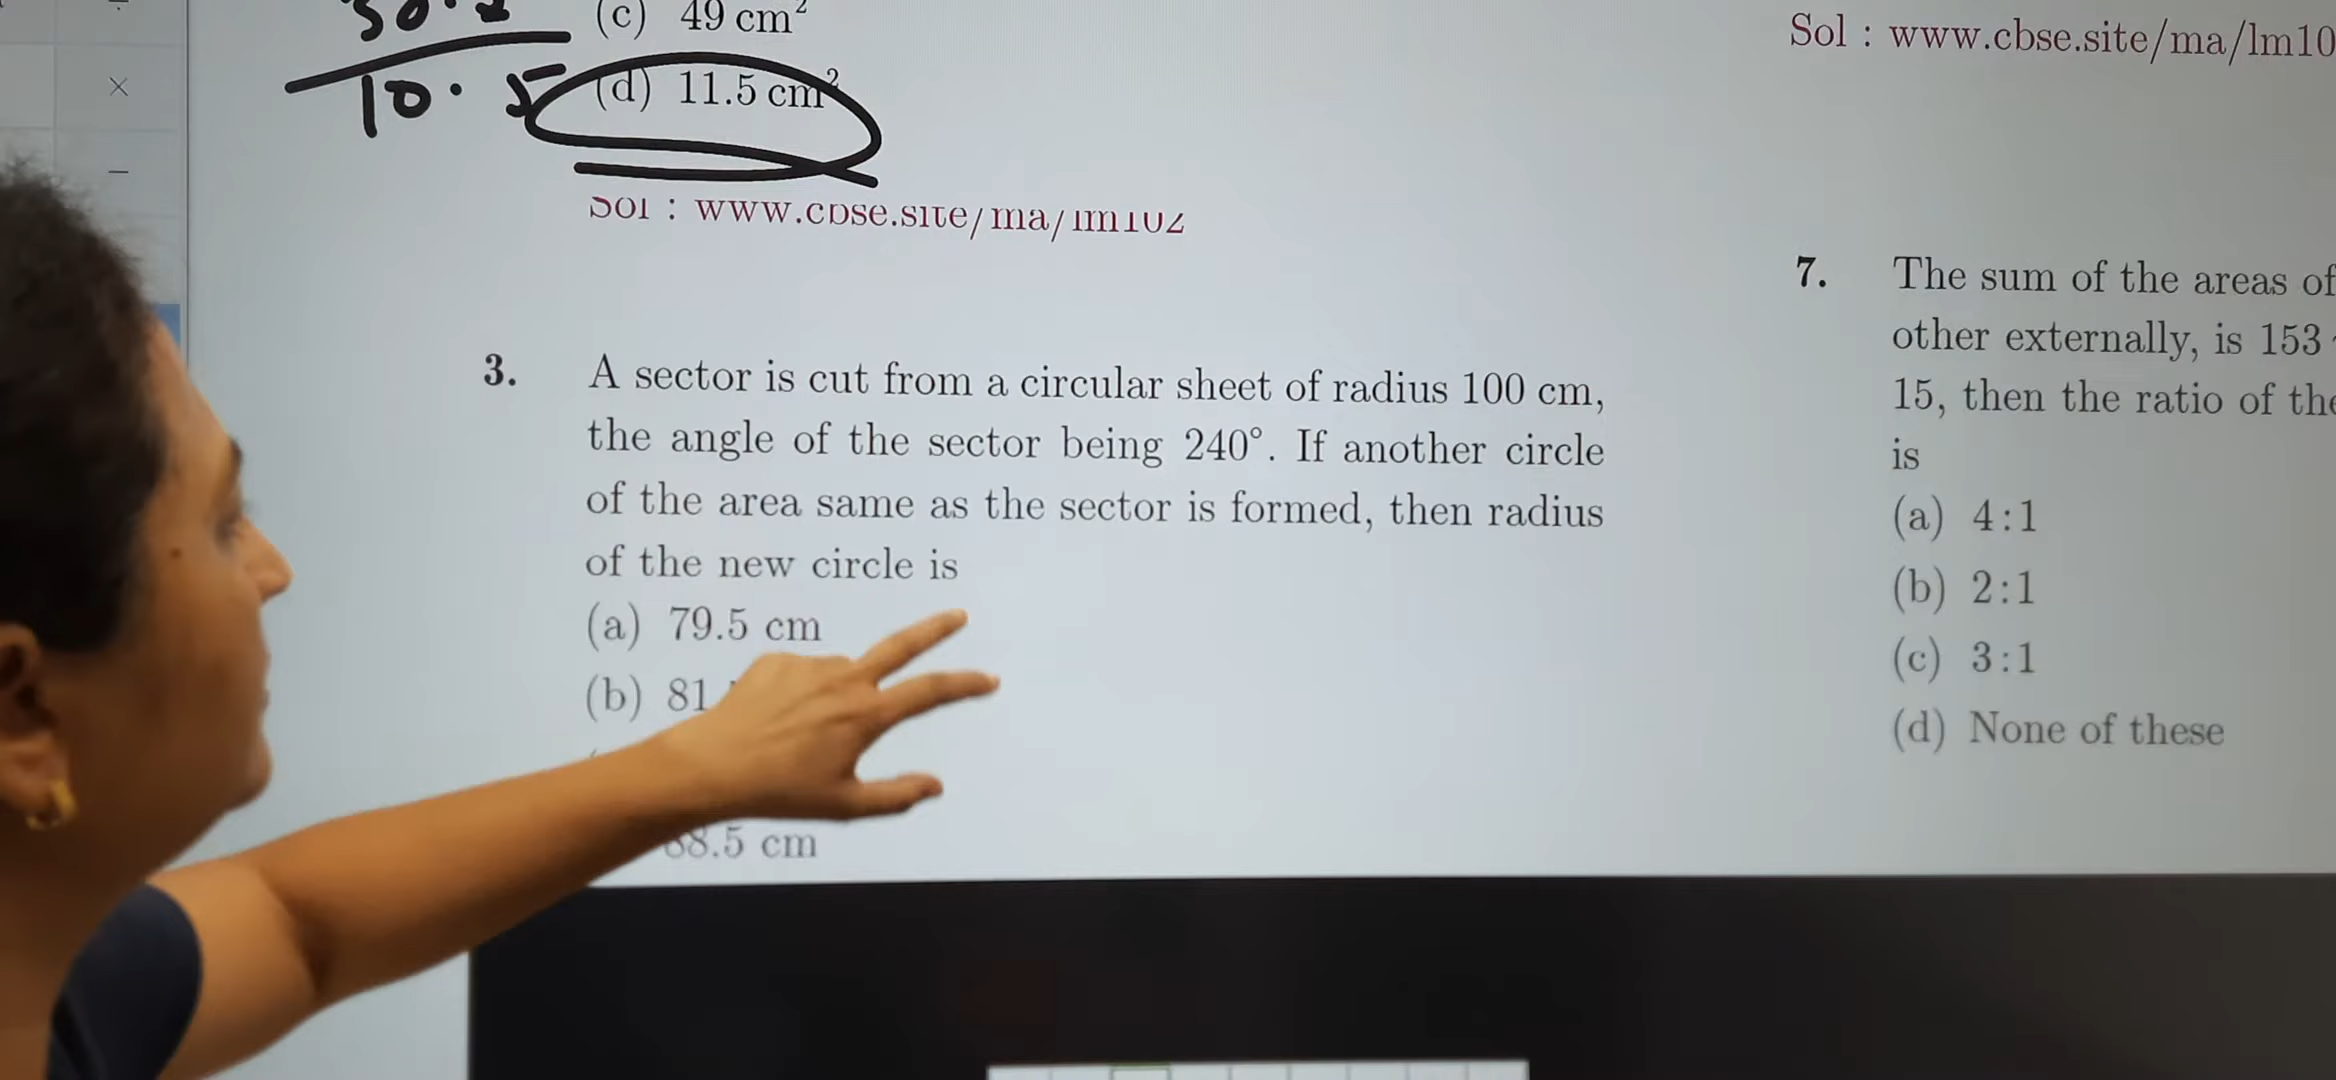 (c) 49 cm²
10.5
(d) 11.5 cm²
Sol : www.cbse.site/ma/lm102
3. A sector is cut from a circular sheet of radius 100 cm,
the angle of the sector being 240°. If another circle
of the area same as the sector is formed, then radius
of the new circle is
(a) 79.5 cm
(b) 81
88.5 cm
Sol : www.cbse.site/ma/lm10
7. The sum of the areas of
other externally, is 153
15, then the ratio of the
is
(a) 4:1
(b) 2:1
(c) 3:1
(d) None of these